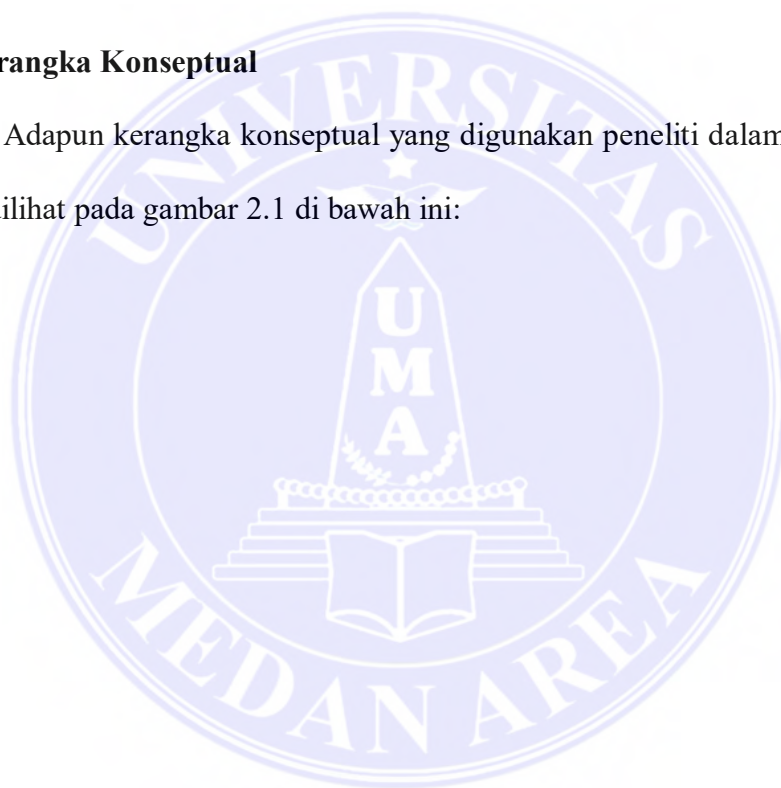 rangka Konseptual
Adapun kerangka konseptual yang digunakan peneliti dalam
ilihat pada gambar 2.1 di bawah ini:
UNIVERSITAS
U
M
A
MEDAN AREA